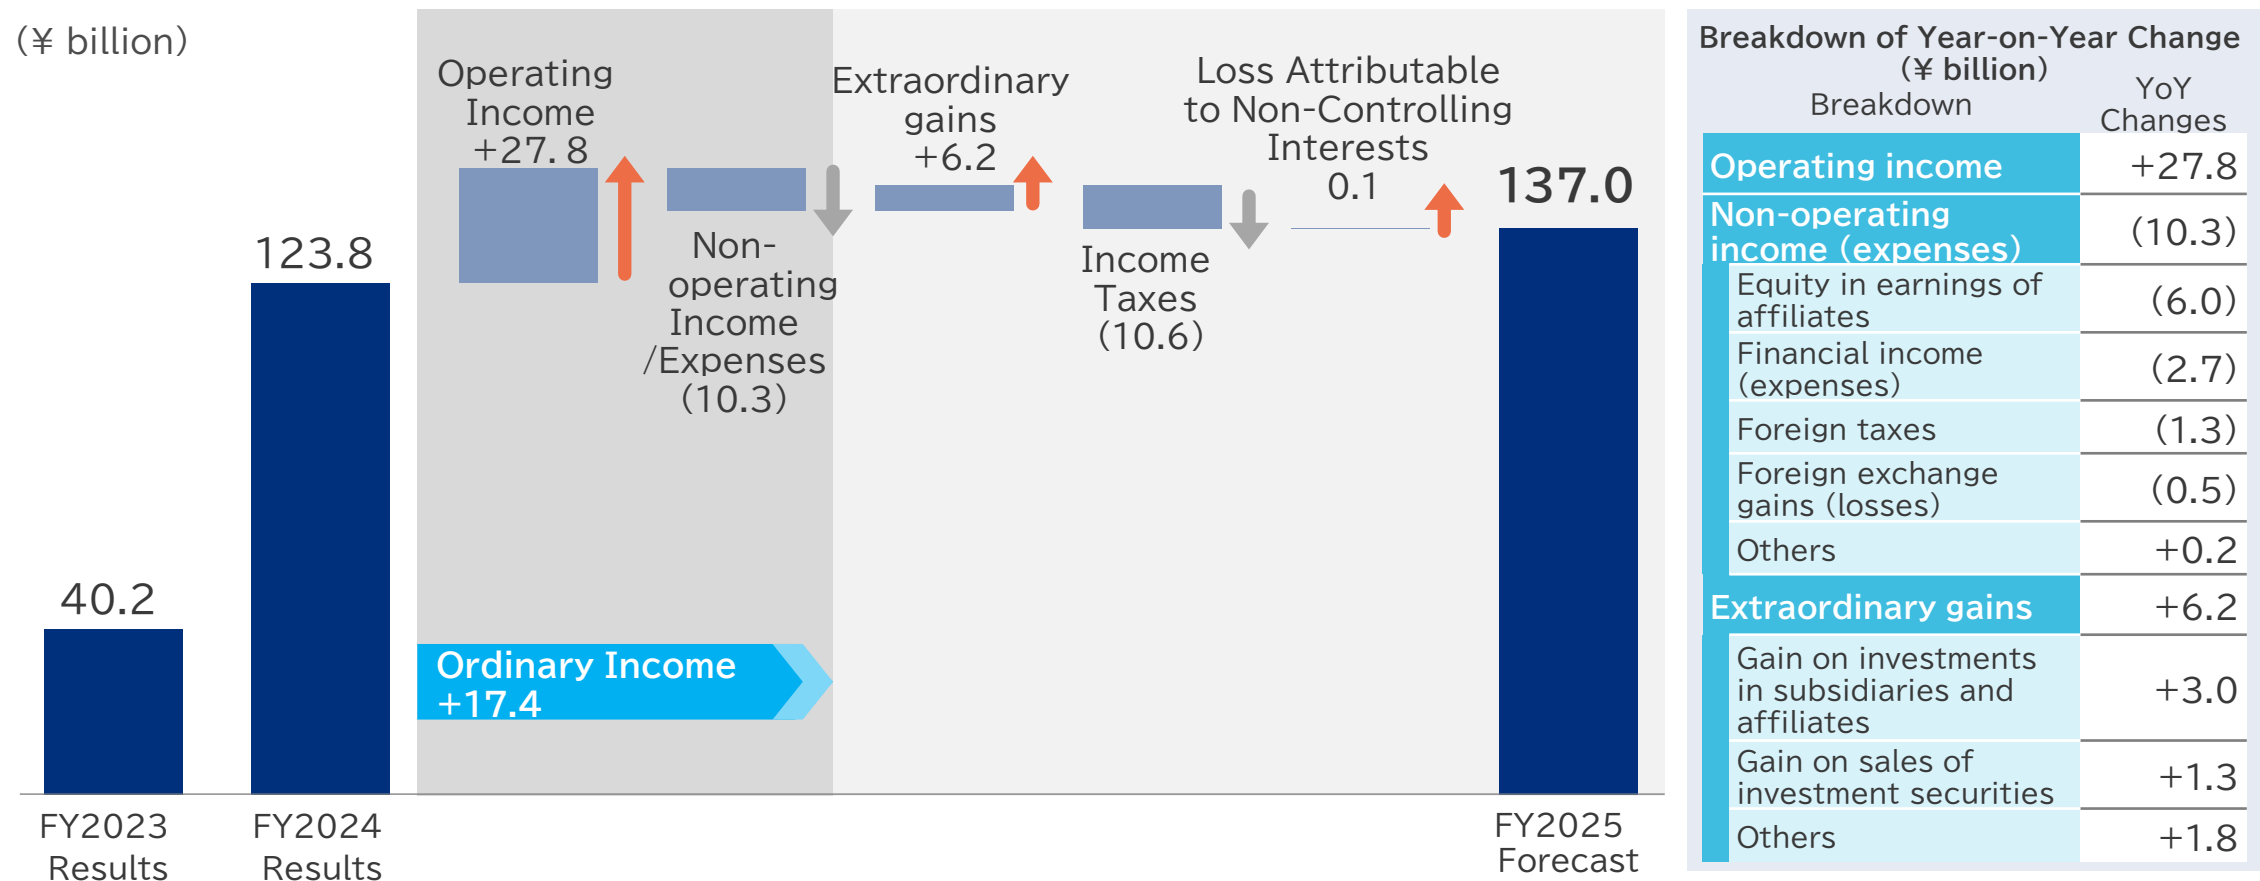 (¥ billion)
Operating
Income
+27.8
Non-
operating
Income
/Expenses
(10.3)
Extraordinary
gains
+6.2
Income
Taxes
(10.6)
Loss Attributable
to Non-Controlling
Interests
0.1
137.0
123.8
40.2
Ordinary Income
+17.4
FY2023
Results
FY2024
Results
FY2025
Forecast
Breakdown of Year-on-Year Change
(¥ billion)
Breakdown
YoY
Changes
Operating income +27.8
Non-operating
income (expenses) (10.3)
Equity in earnings of
affiliates (6.0)
Financial income
(expenses) (2.7)
Foreign taxes (1.3)
Foreign exchange
gains (losses) (0.5)
Others +0.2
Extraordinary gains +6.2
Gain on investments
in subsidiaries and
affiliates +3.0
Gain on sales of
investment securities +1.3
Others +1.8